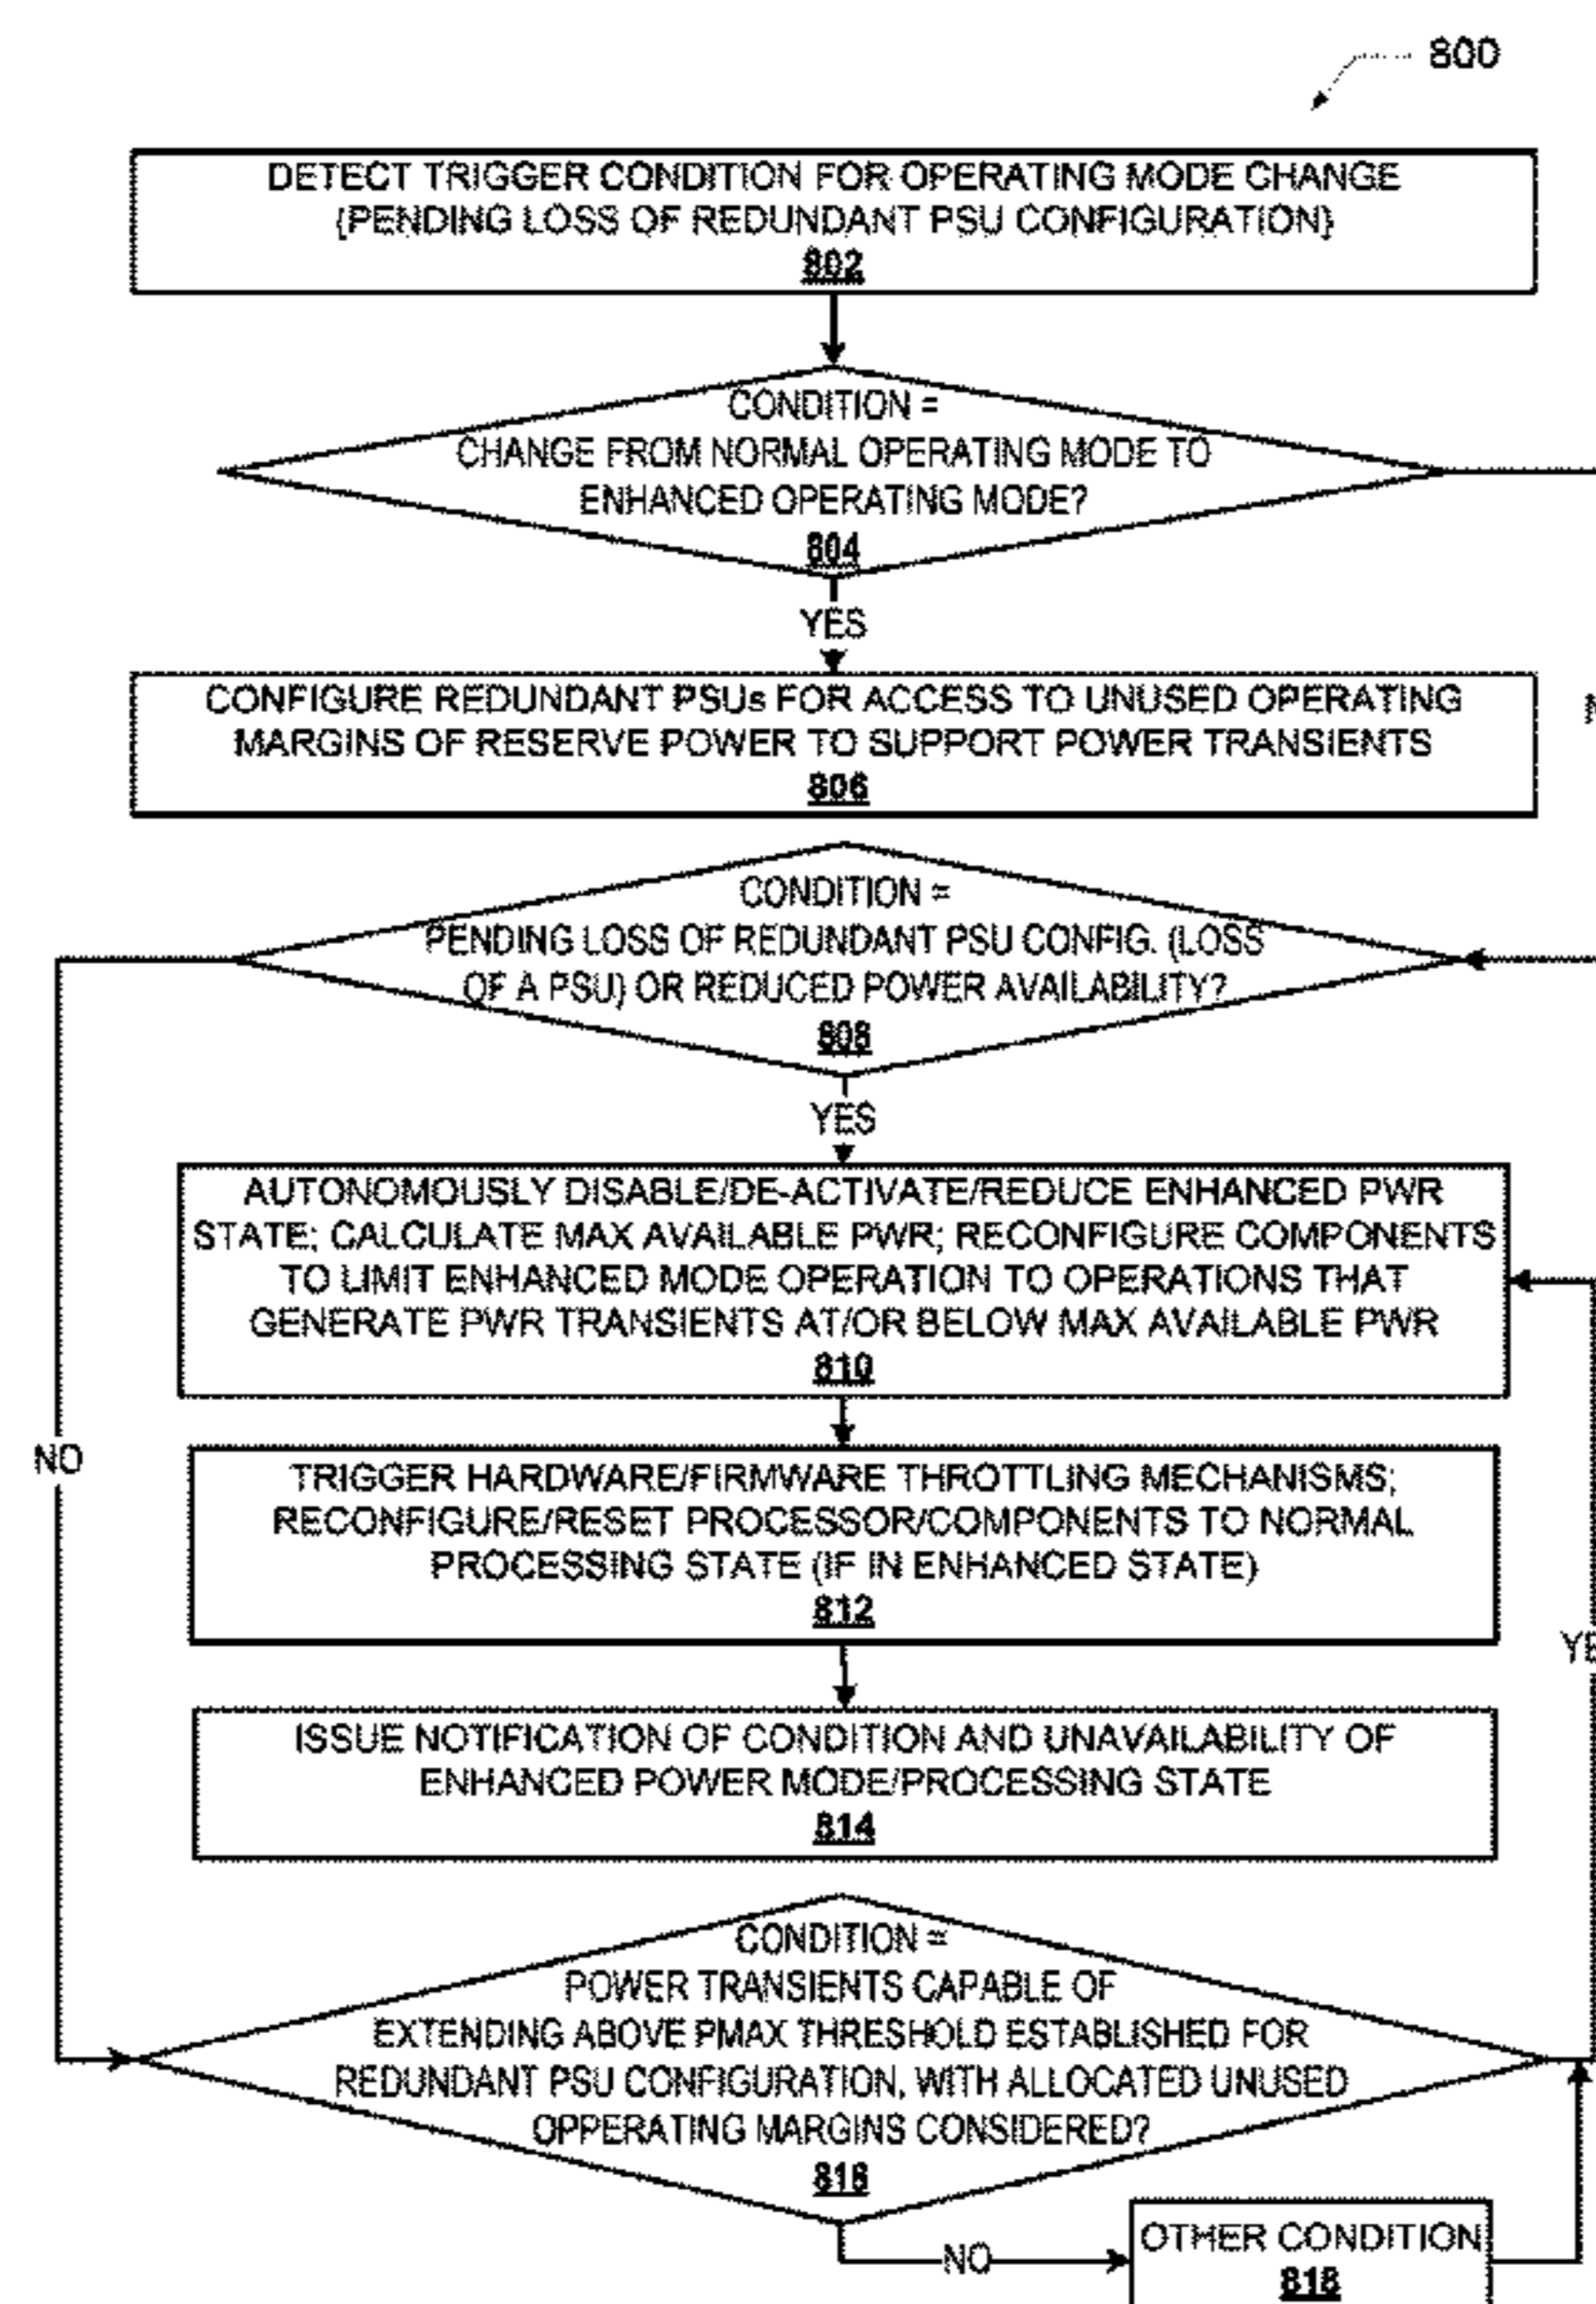 800
DETECT TRIGGER CONDITION FOR OPERATING MODE CHANGE
(PENDING LOSS OF REDUNDANT PSU CONFIGURATION)
802
CONDITION =
CHANGE FROM NORMAL OPERATING MODE TO
ENHANCED OPERATING MODE?
804
YES
CONFIGURE REDUNDANT PSUs FOR ACCESS TO UNUSED OPERATING
MARGINS OF RESERVE POWER TO SUPPORT POWER TRANSIENTS
806
CONDITION =
PENDING LOSS OF REDUNDANT PSU CONFIG. (LOSS
OF A PSU) OR REDUCED POWER AVAILABILITY?
808
YES
AUTONOMOUSLY DISABLE/DE-ACTIVATE/REDUCE ENHANCED PWR
STATE; CALCULATE MAX AVAILABLE PWR; RECONFIGURE COMPONENTS
TO LIMIT ENHANCED MODE OPERATION TO OPERATIONS THAT
GENERATE PWR TRANSIENTS AT/OR BELOW MAX AVAILABLE PWR
810
NO
TRIGGER HARDWARE/FIRMWARE THROTTLING MECHANISMS;
RECONFIGURE/RESET PROCESSOR/COMPONENTS TO NORMAL
PROCESSING STATE (IF IN ENHANCED STATE)
812
ISSUE NOTIFICATION OF CONDITION AND UNAVAILABILITY OF
ENHANCED POWER MODE/PROCESSING STATE
814
CONDITION =
POWER TRANSIENTS CAPABLE OF
EXTENDING ABOVE PMAX THRESHOLD ESTABLISHED FOR
REDUNDANT PSU CONFIGURATION, WITH ALLOCATED UNUSED
OPPERATING MARGINS CONSIDERED?
816
NO
OTHER CONDITION
818